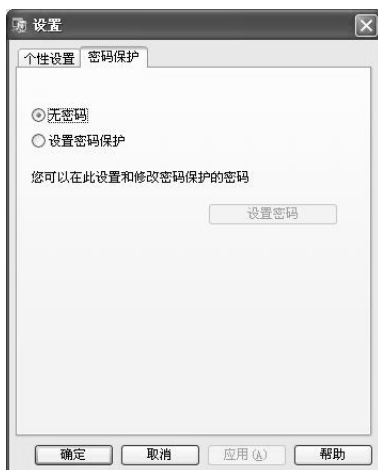 设置
个性设置 密码保护
无密码
设置密码保护
您可以在此设置和修改密码保护的密码
设置密码
确定 取消 应用(A) 帮助